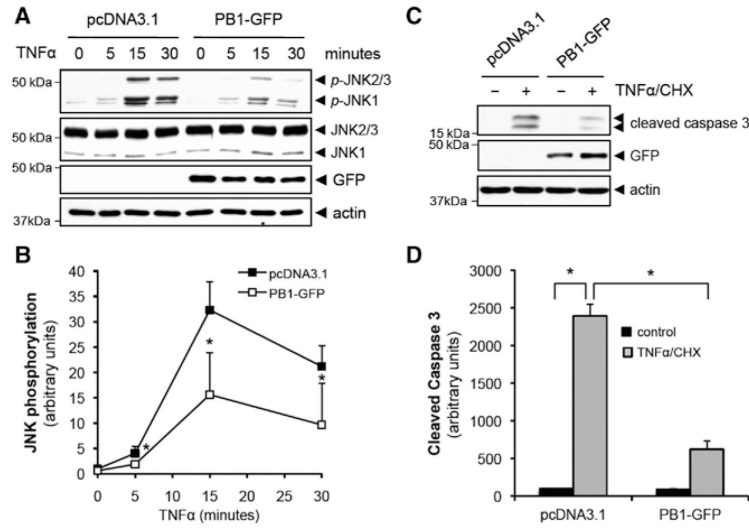 A
pcDNA3.1 PB1-GFP
TNFα 0 5 15 30 0 5 15 30 minutes
50 kDa p-JNK2/3
p-JNK1
50 kDa JNK2/3
JNK1
50 kDa GFP
37kDa actin
B
JNK phosphorylation
(arbitrary units)
40
35
30
25
20
15
10
5
0
pcDNA3.1
PB1-GFP
*
*
*
0 5 10 15 20 25 30
TNFα (minutes)
C
pcDNA3.1 PB1-GFP
– + – + TNFα/CHX
15 kDa cleaved caspase 3
50 kDa GFP
37kDa actin
D
Cleaved Caspase 3
(arbitrary units)
3000
2500
2000
1500
1000
500
0
* *
control
TNFα/CHX
pcDNA3.1 PB1-GFP